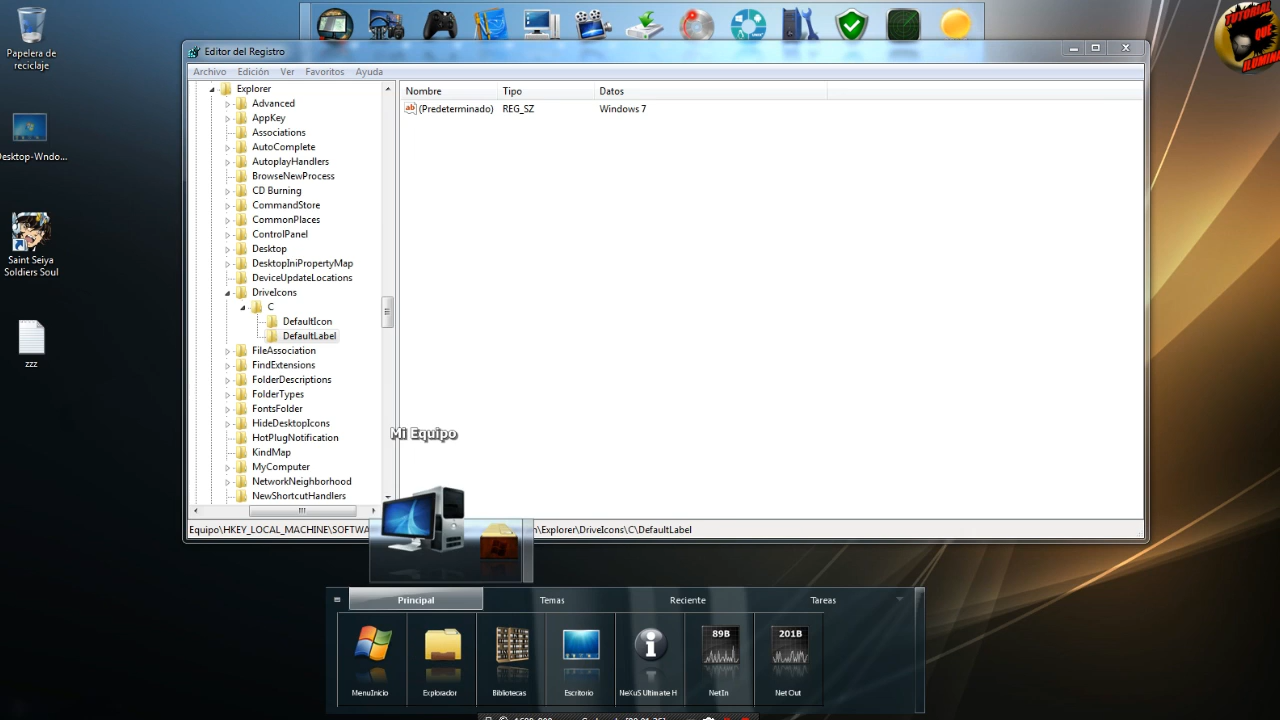 Papelera de
reciclaje
TUTORIAL
QUE
ILUMINA
Editor del Registro
Archivo Edición Ver Favoritos Ayuda
Explorer
Advanced
AppKey
Associations
AutoComplete
AutoplayHandlers
BrowseNewProcess
CD Burning
CommandStore
CommonPlaces
ControlPanel
Desktop
DesktopIniPropertyMap
DeviceUpdateLocations
DriveIcons
C
DefaultIcon
DefaultLabel
FileAssociation
FindExtensions
FolderDescriptions
FolderTypes
FontsFolder
HideDesktopIcons
HotPlugNotification
KindMap
MyComputer
NetworkNeighborhood
NewShortcutHandlers
Nombre Tipo Datos
ab (Predeterminado) REG_SZ Windows 7
esktop-Wndo...
Saint Seiya
Soldiers Soul
zzz
Mi Equipo
Equipo\HKEY_LOCAL_MACHINE\SOFTWA
\Explorer\DriveIcons\C\DefaultLabel
Principal Temas Reciente Tareas
89B 201B
MenuInicio Explorador Bibliotecas Escritorio NeXuS Ultimate H NetIn Net Out